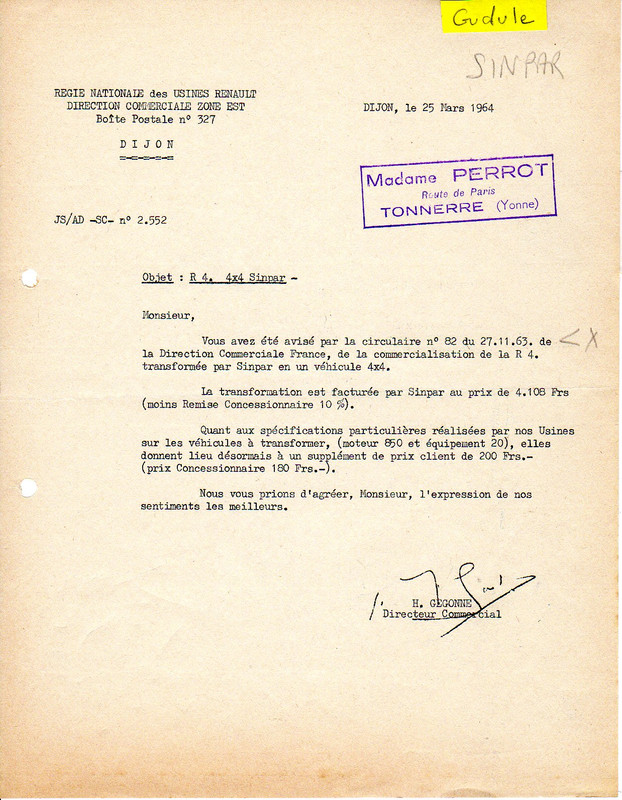 Gudule
SINPAR
REGIE NATIONALE des USINES RENAULT
DIRECTION COMMERCIALE ZONE EST
Boîte Postale n° 327
D I J O N
=-=-=-=-=
DIJON, le 25 Mars 1964
Madame PERROT
Route de Paris
TONNERRE (Yonne)
JS/AD -SC- n° 2.552
Objet : R 4. 4x4 Sinpar -
Monsieur,
Vous avez été avisé par la circulaire n° 82 du 27.11.63. de < X
la Direction Commerciale France, de la commercialisation de la R 4.
transformée par Sinpar en un véhicule 4x4.
La transformation est facturée par Sinpar au prix de 4.108 Frs
(moins Remise Concessionnaire 10 %).
Quant aux spécifications particulières réalisées par nos Usines
sur les véhicules à transformer, (moteur 850 et équipement 20), elles
donnent lieu désormais à un supplément de prix client de 200 Frs.-
(prix Concessionnaire 180 Frs.-).
Nous vous prions d'agréer, Monsieur, l'expression de nos
sentiments les meilleurs.
H. GEGONNE
Directeur Commercial